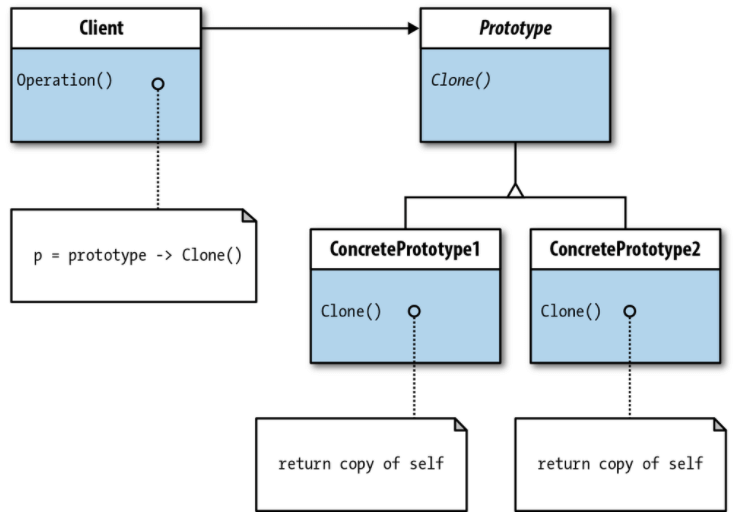 Client
Prototype
Operation()
Clone()
p = prototype -> Clone()
ConcretePrototype1
ConcretePrototype2
Clone()
Clone()
return copy of self
return copy of self